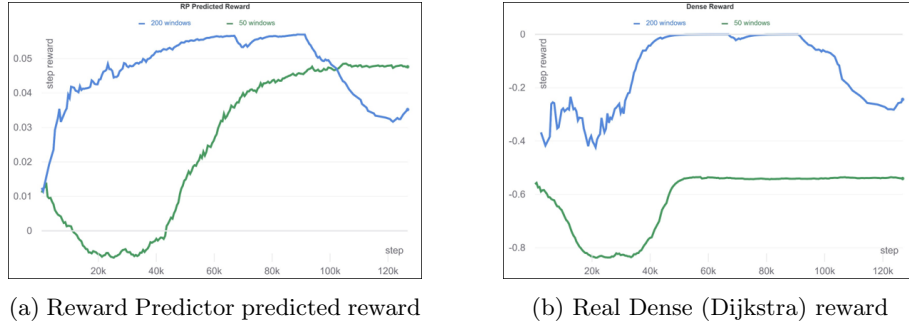 RP Predicted Reward
200 windows 50 windows
step reward
0.05
0.04
0.03
0.02
0.01
0
step
20k 40k 60k 80k 100k 120k
(a) Reward Predictor predicted reward
Dense Reward
200 windows 50 windows
step reward
0
-0.2
-0.4
-0.6
-0.8
step
20k 40k 60k 80k 100k 120k
(b) Real Dense (Dijkstra) reward